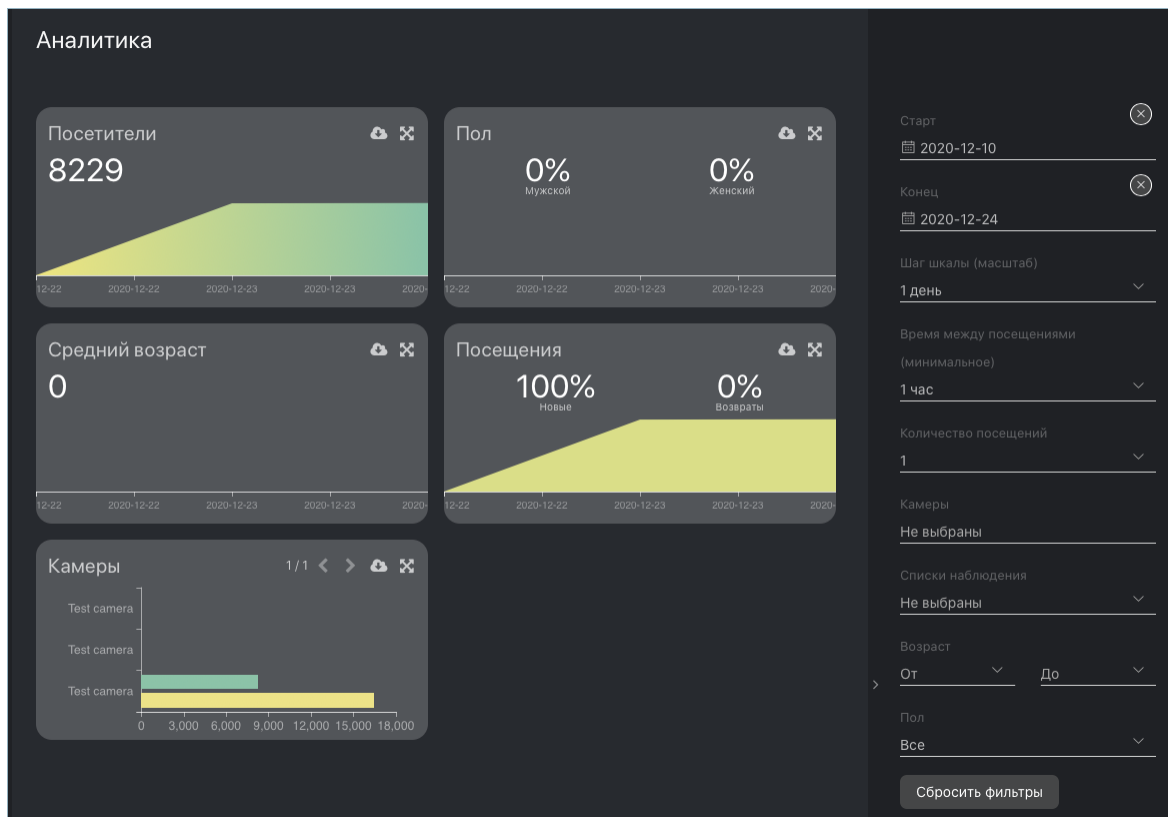 Аналитика
Посетители
8229
12-22 2020-12-22 2020-12-23 2020-12-23 2020-
Пол
0% 0%
Мужской Женский
12-22 2020-12-22 2020-12-23 2020-12-23 2020-
Средний возраст
0
12-22 2020-12-22 2020-12-23 2020-12-23 2020-
Посещения
100% 0%
Новые Возвраты
12-22 2020-12-22 2020-12-23 2020-12-23 2020-
Камеры 1 / 1
Test camera
Test camera
Test camera
0 3,000 6,000 9,000 12,000 15,000 18,000
Старт
2020-12-10
Конец
2020-12-24
Шаг шкалы (масштаб)
1 день
Время между посещениями
(минимальное)
1 час
Количество посещений
1
Камеры
Не выбраны
Списки наблюдения
Не выбраны
Возраст
От До
Пол
Все
Сбросить фильтры